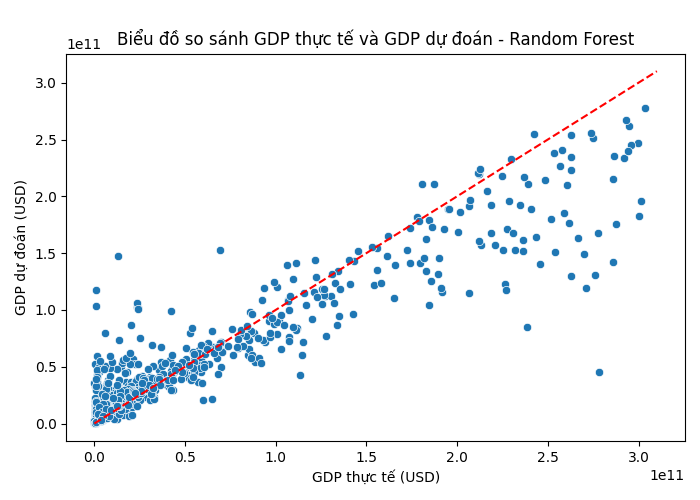 Biểu đồ so sánh GDP thực tế và GDP dự đoán - Random Forest
1e11
3.0
2.5
2.0
1.5
1.0
0.5
0.0
GDP dự đoán (USD)
0.0 0.5 1.0 1.5 2.0 2.5 3.0
1e11
GDP thực tế (USD)